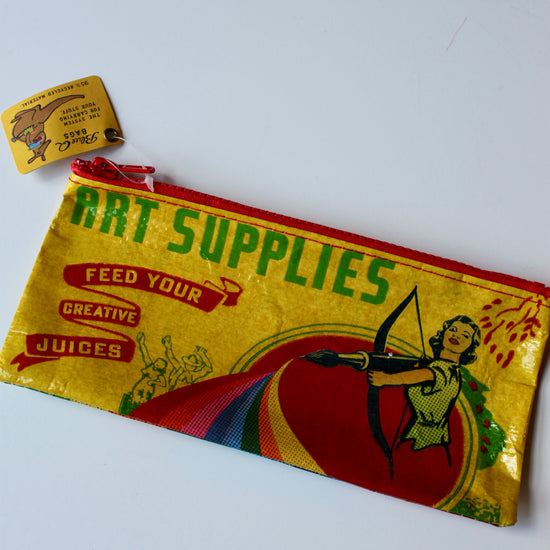 ART SUPPLIES
FEED YOUR
CREATIVE
JUICES
Blue Q
BAGS
THE SYSTEM
FOR CARRYING
YOUR STUFF.
95% RECYCLED MATERIAL